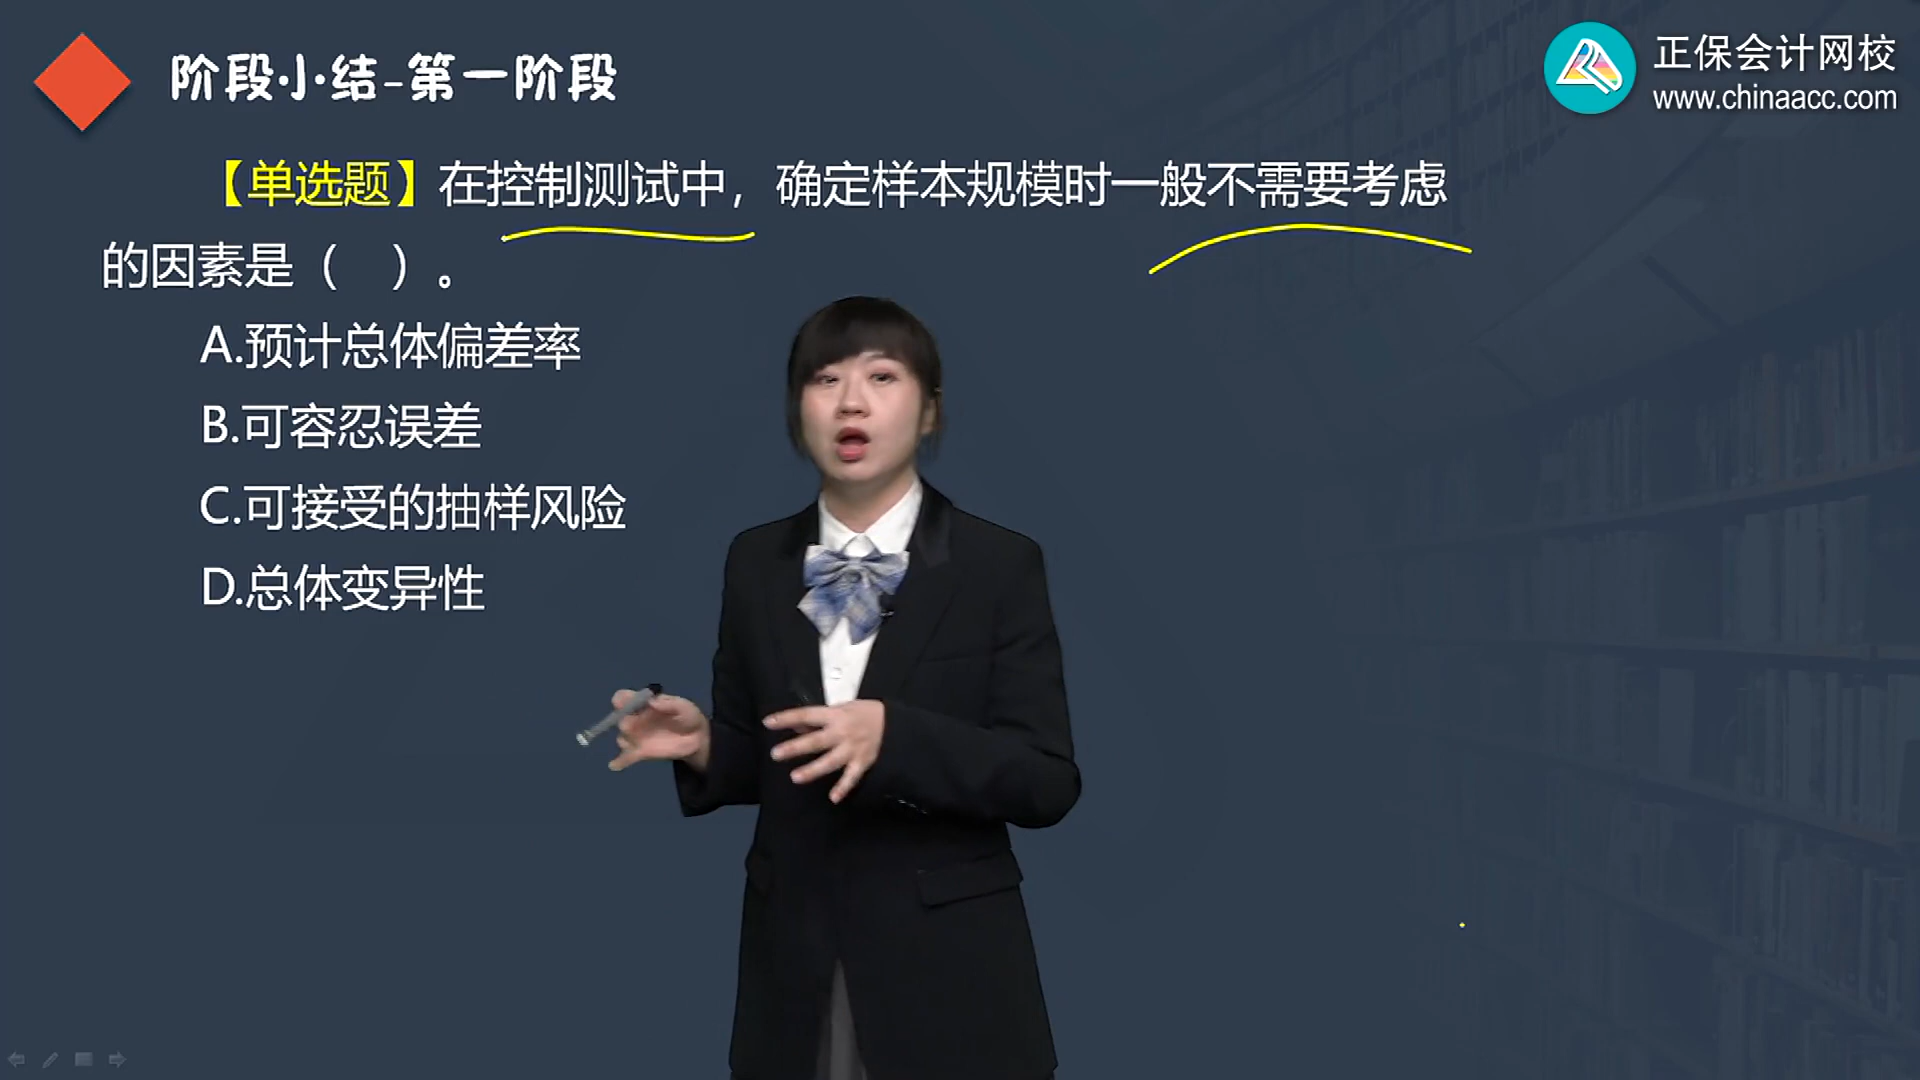 阶段小结-第一阶段
正保会计网校
www.chinaacc.com
【单选题】在控制测试中，确定样本规模时一般不需要考虑
的因素是（　）。
A.预计总体偏差率
B.可容忍误差
C.可接受的抽样风险
D.总体变异性